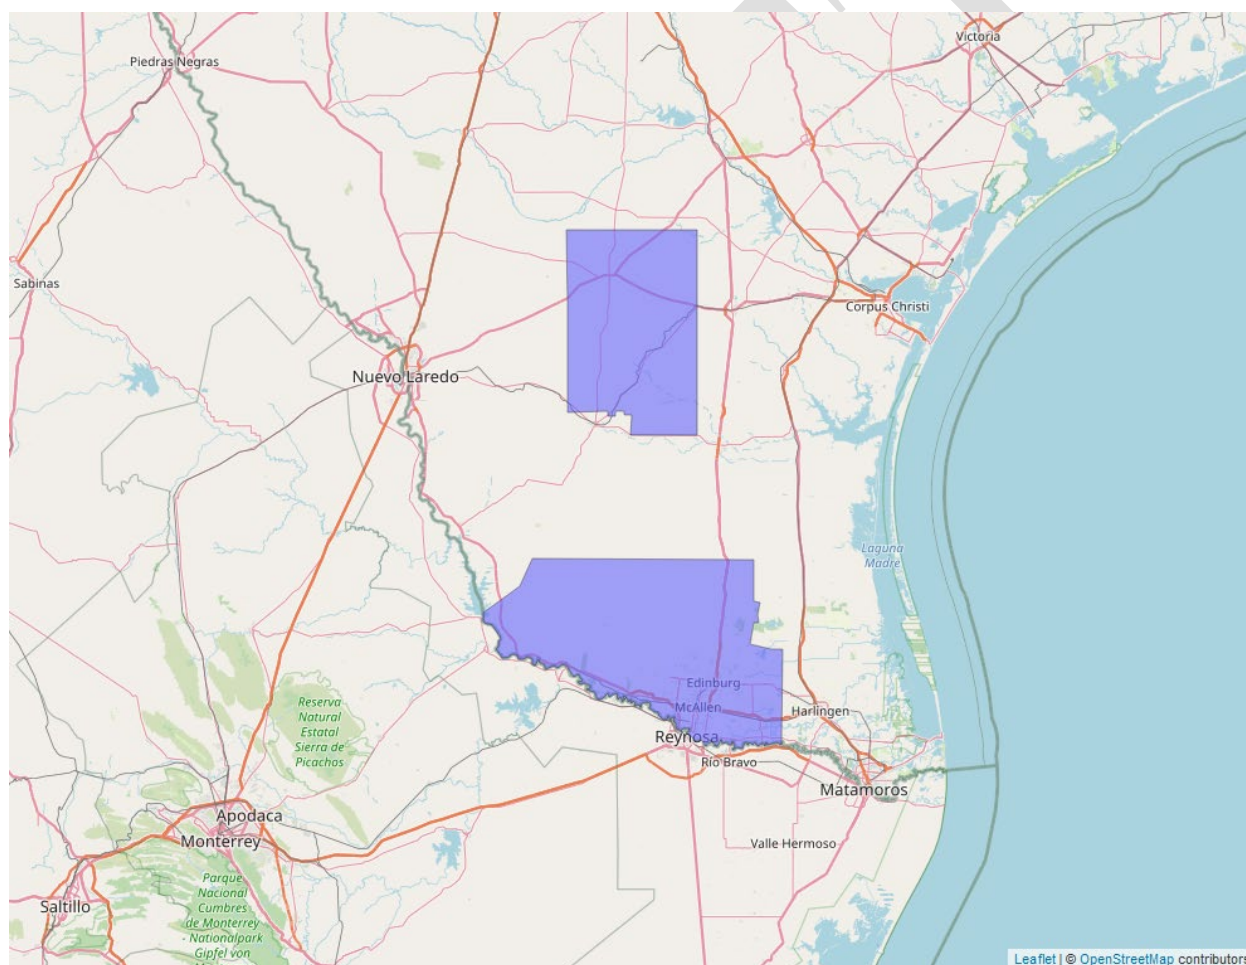 Victoria
Piedras Negras
Sabinas
Corpus Christi
Nuevo Laredo
Laguna
Madre
Edinburg
McAllen
Harlingen
Reserva
Natural
Estatal
Sierra de
Picachos
Reynosa
Río Bravo
Matamoros
Apodaca
Monterrey
Valle Hermoso
Parque
Nacional
Cumbres
de Monterrey
- Nationalpark
Gipfel von
Saltillo
Leaflet | © OpenStreetMap contributors